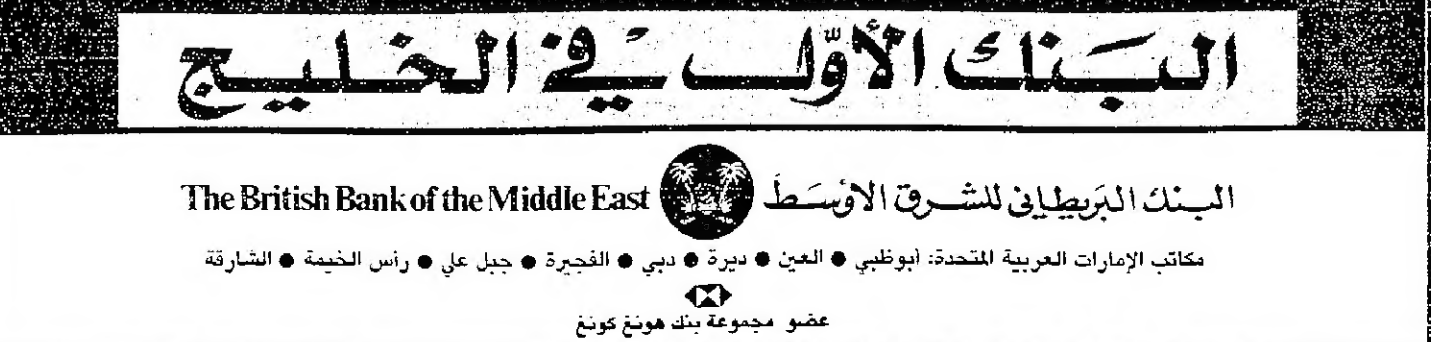 البنك الأوّل في الخليج
البنك البريطاني للشرق الأوسط The British Bank of the Middle East
مكاتب الإمارات العربية المتحدة: أبوظبي ● العين ● ديرة ● دبي ● الفجيرة ● جبل علي ● رأس الخيمة ● الشارقة
عضو مجموعة بنك هونغ كونغ